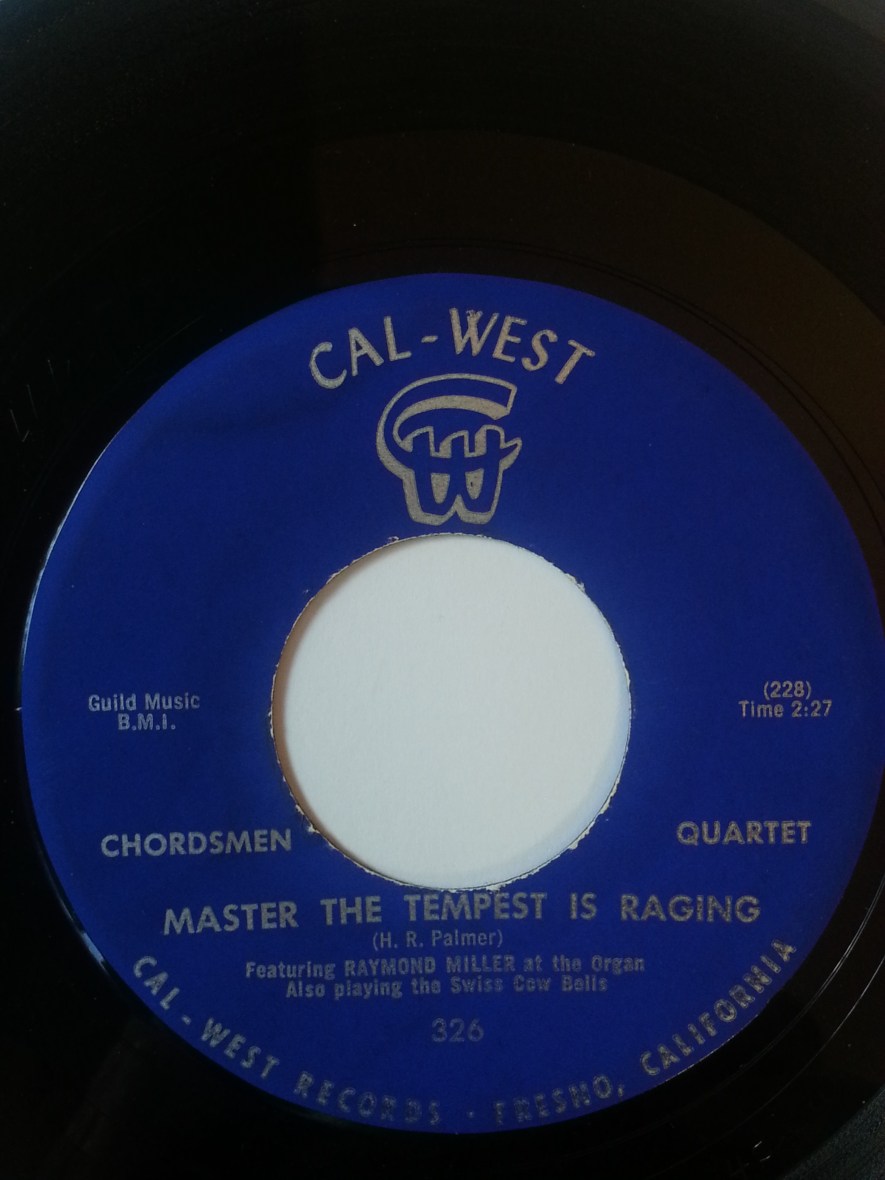 CAL-WEST
CW
Guild Music
B.M.I.
(228)
Time 2:27
CHORDSMEN QUARTET
MASTER THE TEMPEST IS RAGING
(H. R. Palmer)
Featuring RAYMOND MILLER at the Organ
Also playing the Swiss Cow Bells
326
CAL-WEST RECORDS · FRESNO, CALIFORNIA